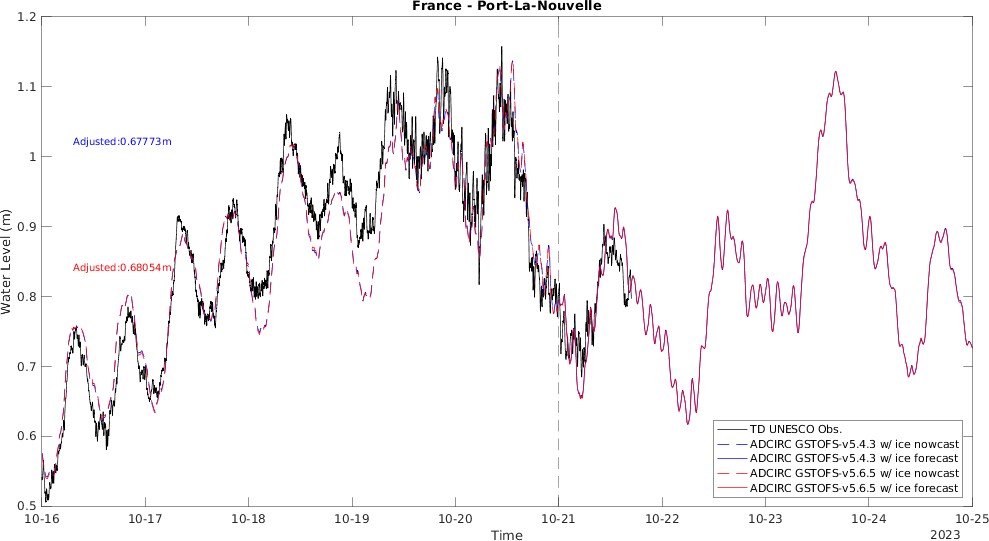 France - Port-La-Nouvelle
1.2
1.1
1
0.9
0.8
0.7
0.6
0.5
Water Level (m)
Adjusted:0.67773m
Adjusted:0.68054m
TD UNESCO Obs.
ADCIRC GSTOFS-v5.4.3 w/ ice nowcast
ADCIRC GSTOFS-v5.4.3 w/ ice forecast
ADCIRC GSTOFS-v5.6.5 w/ ice nowcast
ADCIRC GSTOFS-v5.6.5 w/ ice forecast
10-16 10-17 10-18 10-19 10-20 10-21 10-22 10-23 10-24 10-25
Time
2023